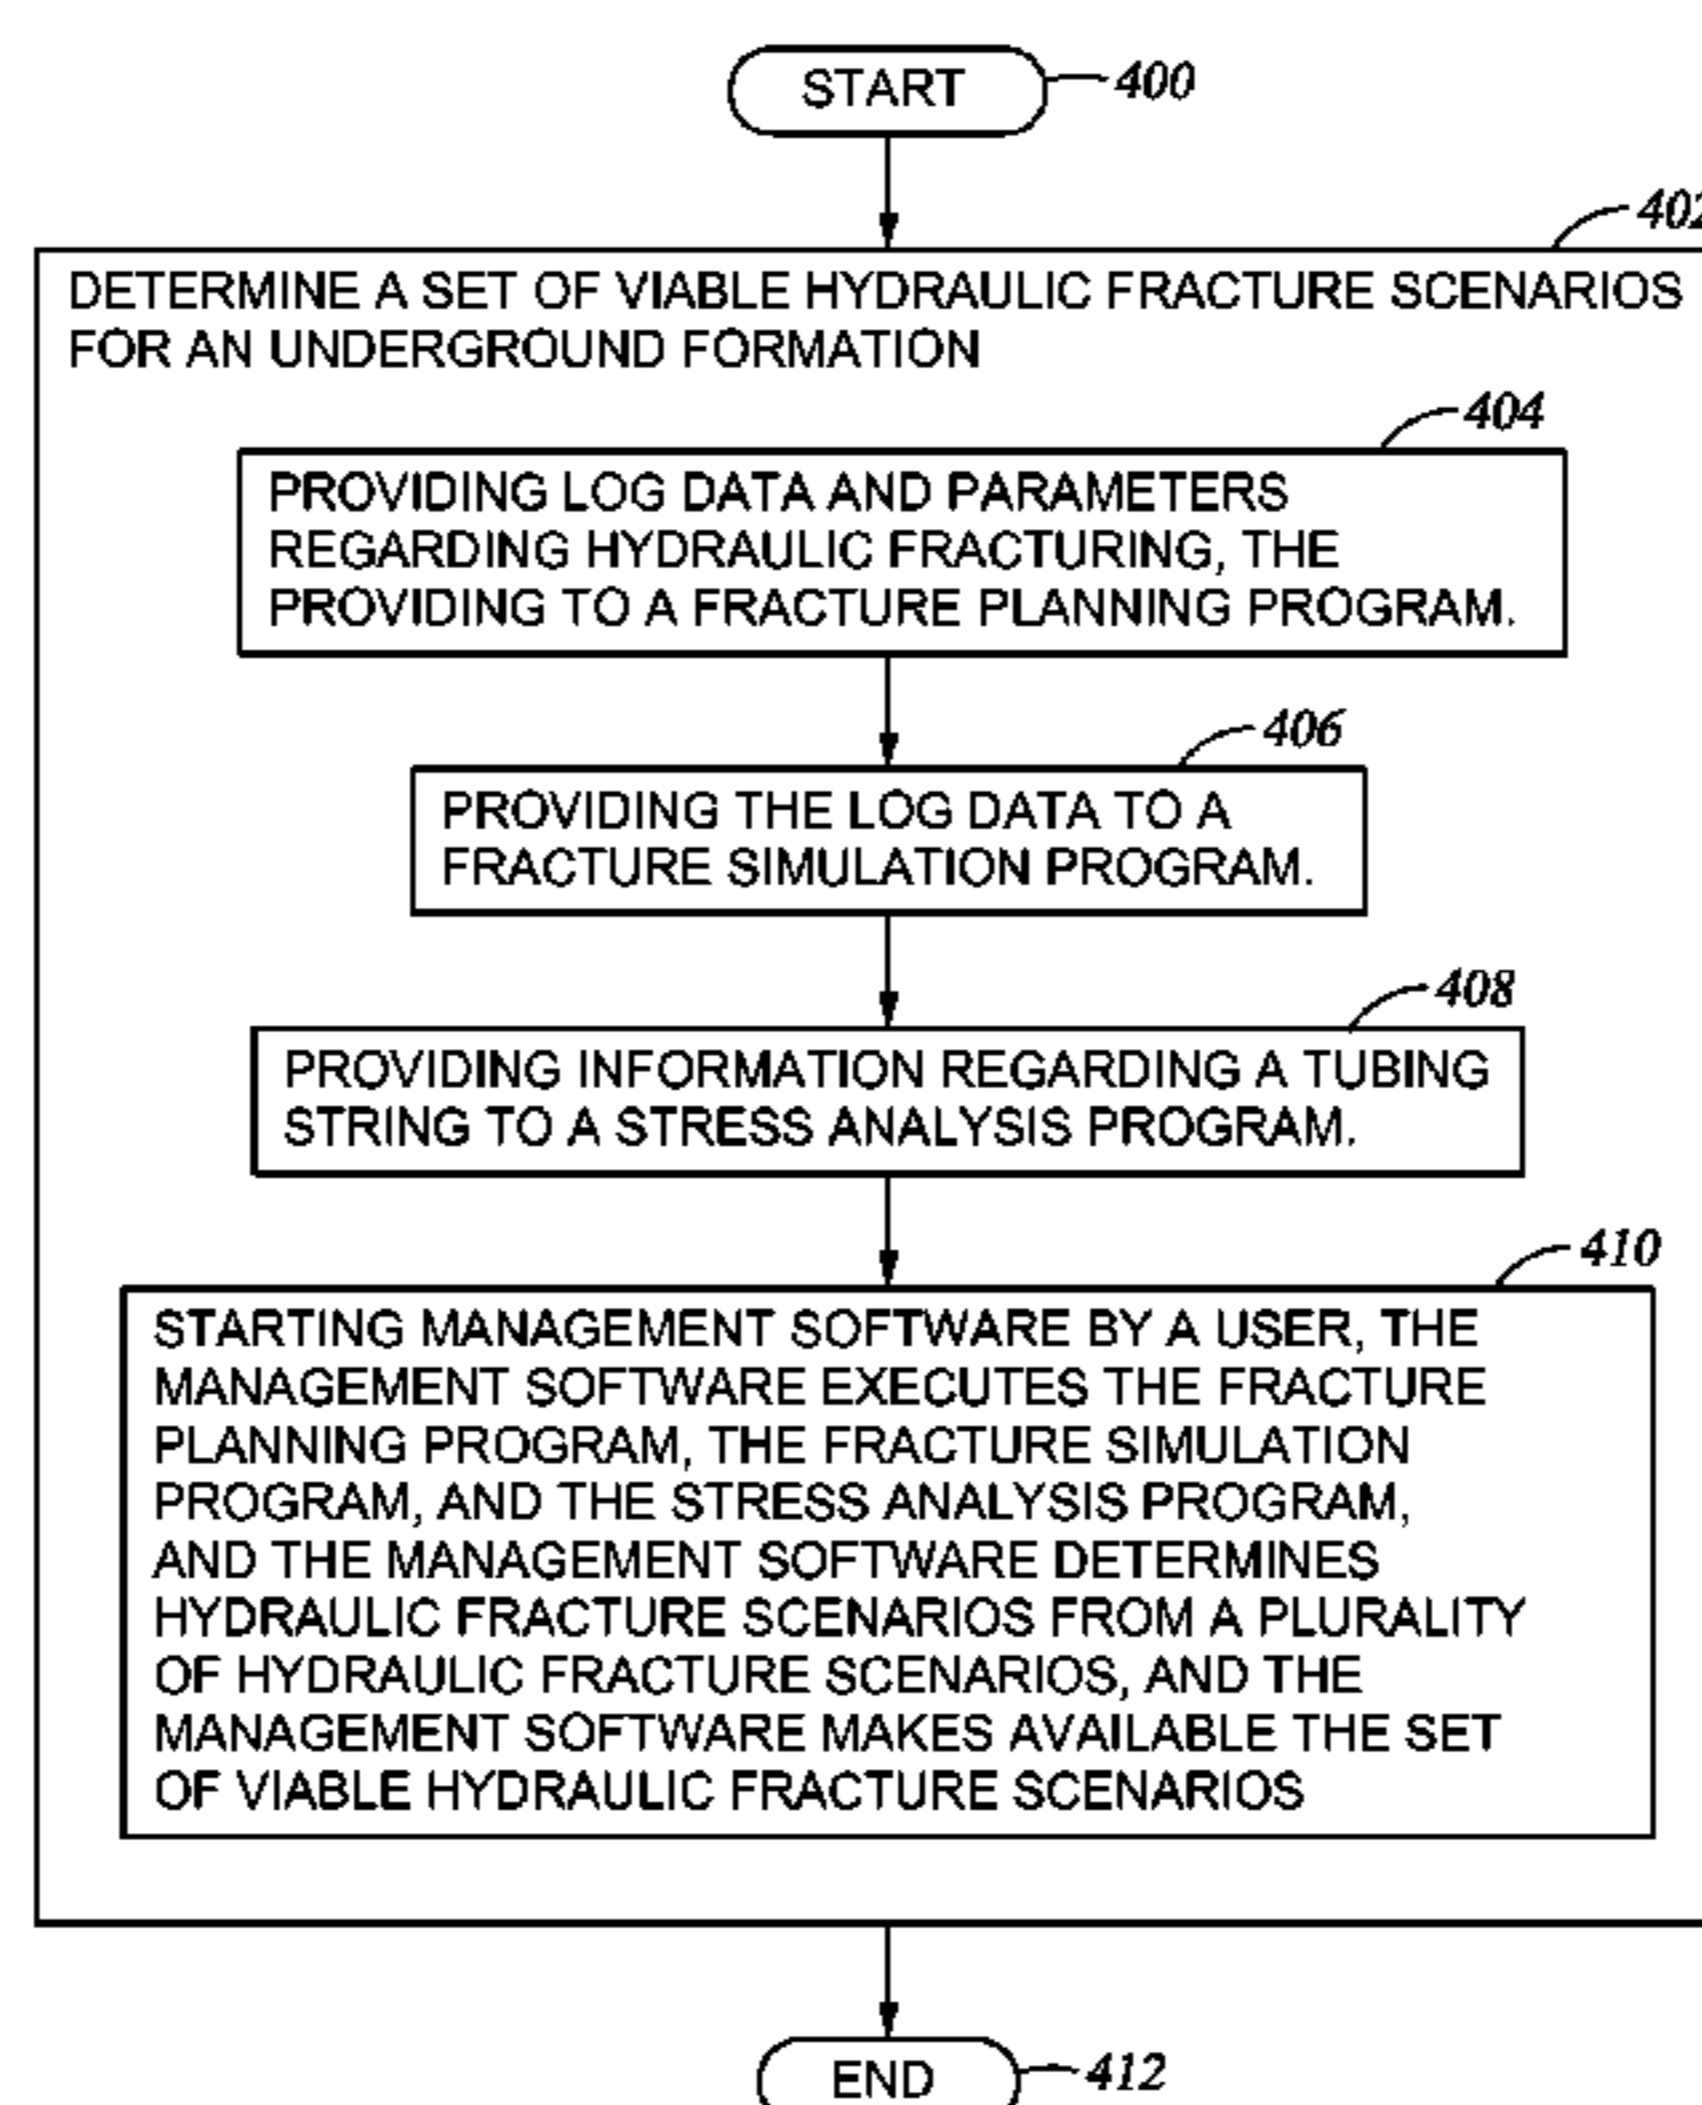 START
400
402
DETERMINE A SET OF VIABLE HYDRAULIC FRACTURE SCENARIOS
FOR AN UNDERGROUND FORMATION
404
PROVIDING LOG DATA AND PARAMETERS
REGARDING HYDRAULIC FRACTURING, THE
PROVIDING TO A FRACTURE PLANNING PROGRAM.
406
PROVIDING THE LOG DATA TO A
FRACTURE SIMULATION PROGRAM.
408
PROVIDING INFORMATION REGARDING A TUBING
STRING TO A STRESS ANALYSIS PROGRAM.
410
STARTING MANAGEMENT SOFTWARE BY A USER, THE
MANAGEMENT SOFTWARE EXECUTES THE FRACTURE
PLANNING PROGRAM, THE FRACTURE SIMULATION
PROGRAM, AND THE STRESS ANALYSIS PROGRAM,
AND THE MANAGEMENT SOFTWARE DETERMINES
HYDRAULIC FRACTURE SCENARIOS FROM A PLURALITY
OF HYDRAULIC FRACTURE SCENARIOS, AND THE
MANAGEMENT SOFTWARE MAKES AVAILABLE THE SET
OF VIABLE HYDRAULIC FRACTURE SCENARIOS
END
412